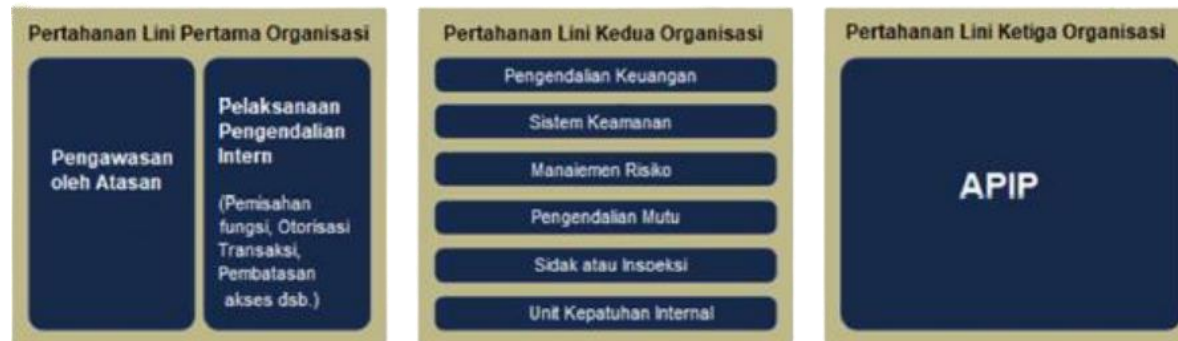 Pertahanan Lini Pertama Organisasi
Pengawasan
oleh Atasan
Pelaksanaan
Pengendalian
Intern
(Pemisahan
fungsi, Otorisasi
Transaksi,
Pembatasan
akses dsb.)
Pertahanan Lini Kedua Organisasi
Pengendalian Keuangan
Sistem Keamanan
Manajemen Risiko
Pengendalian Mutu
Sidak atau Inspeksi
Unit Kepatuhan Internal
Pertahanan Lini Ketiga Organisasi
APIP